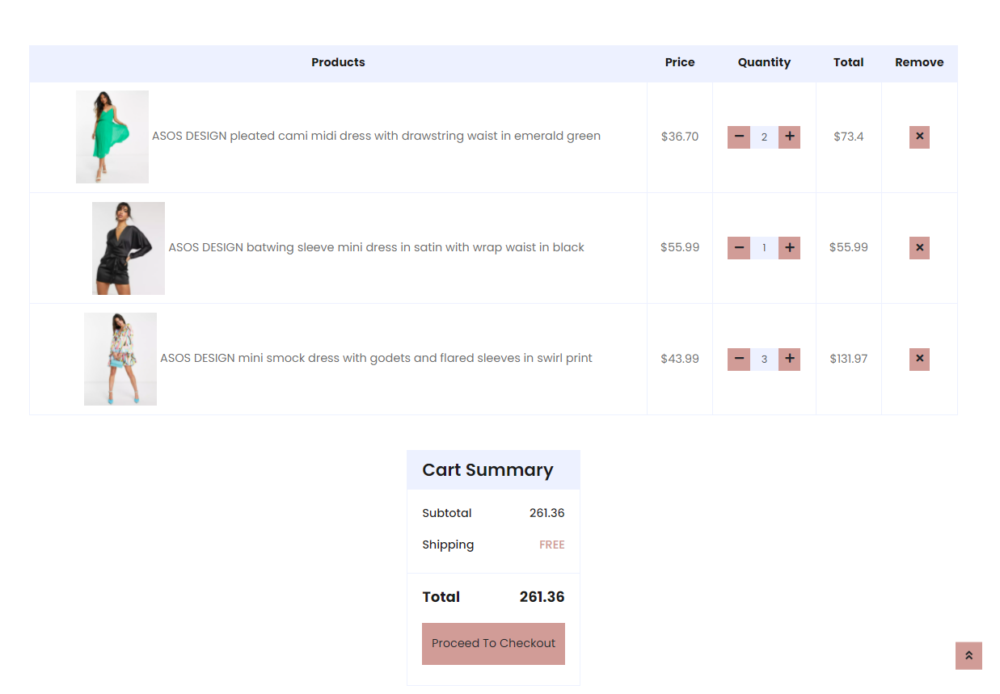 Products Price Quantity Total Remove
ASOS DESIGN pleated cami midi dress with drawstring waist in emerald green $36.70 − 2 + $73.4 ×
ASOS DESIGN batwing sleeve mini dress in satin with wrap waist in black $55.99 − 1 + $55.99 ×
ASOS DESIGN mini smock dress with godets and flared sleeves in swirl print $43.99 − 3 + $131.97 ×
Cart Summary
Subtotal 261.36
Shipping FREE
Total 261.36
Proceed To Checkout